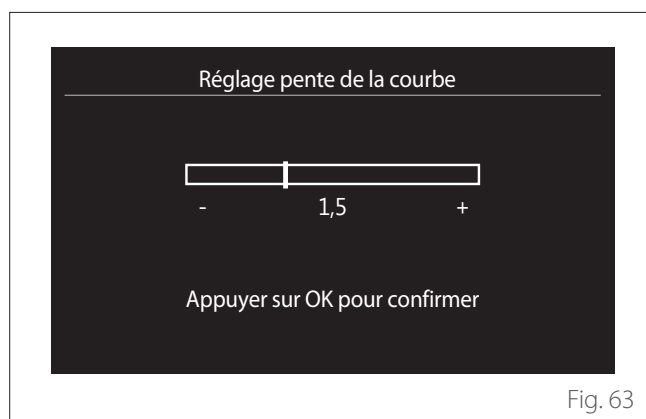 Réglage pente de la courbe
- 1,5 +
Appuyer sur OK pour confirmer
Fig. 63